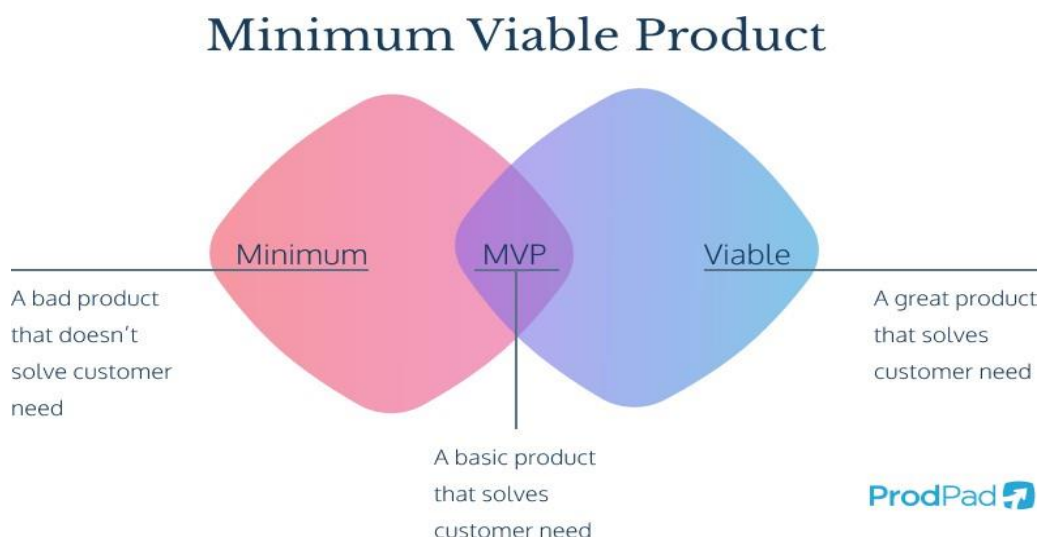 Minimum Viable Product
Minimum
MVP
Viable
A bad product
that doesn't
solve customer
need
A great product
that solves
customer need
A basic product
that solves
customer need
ProdPad